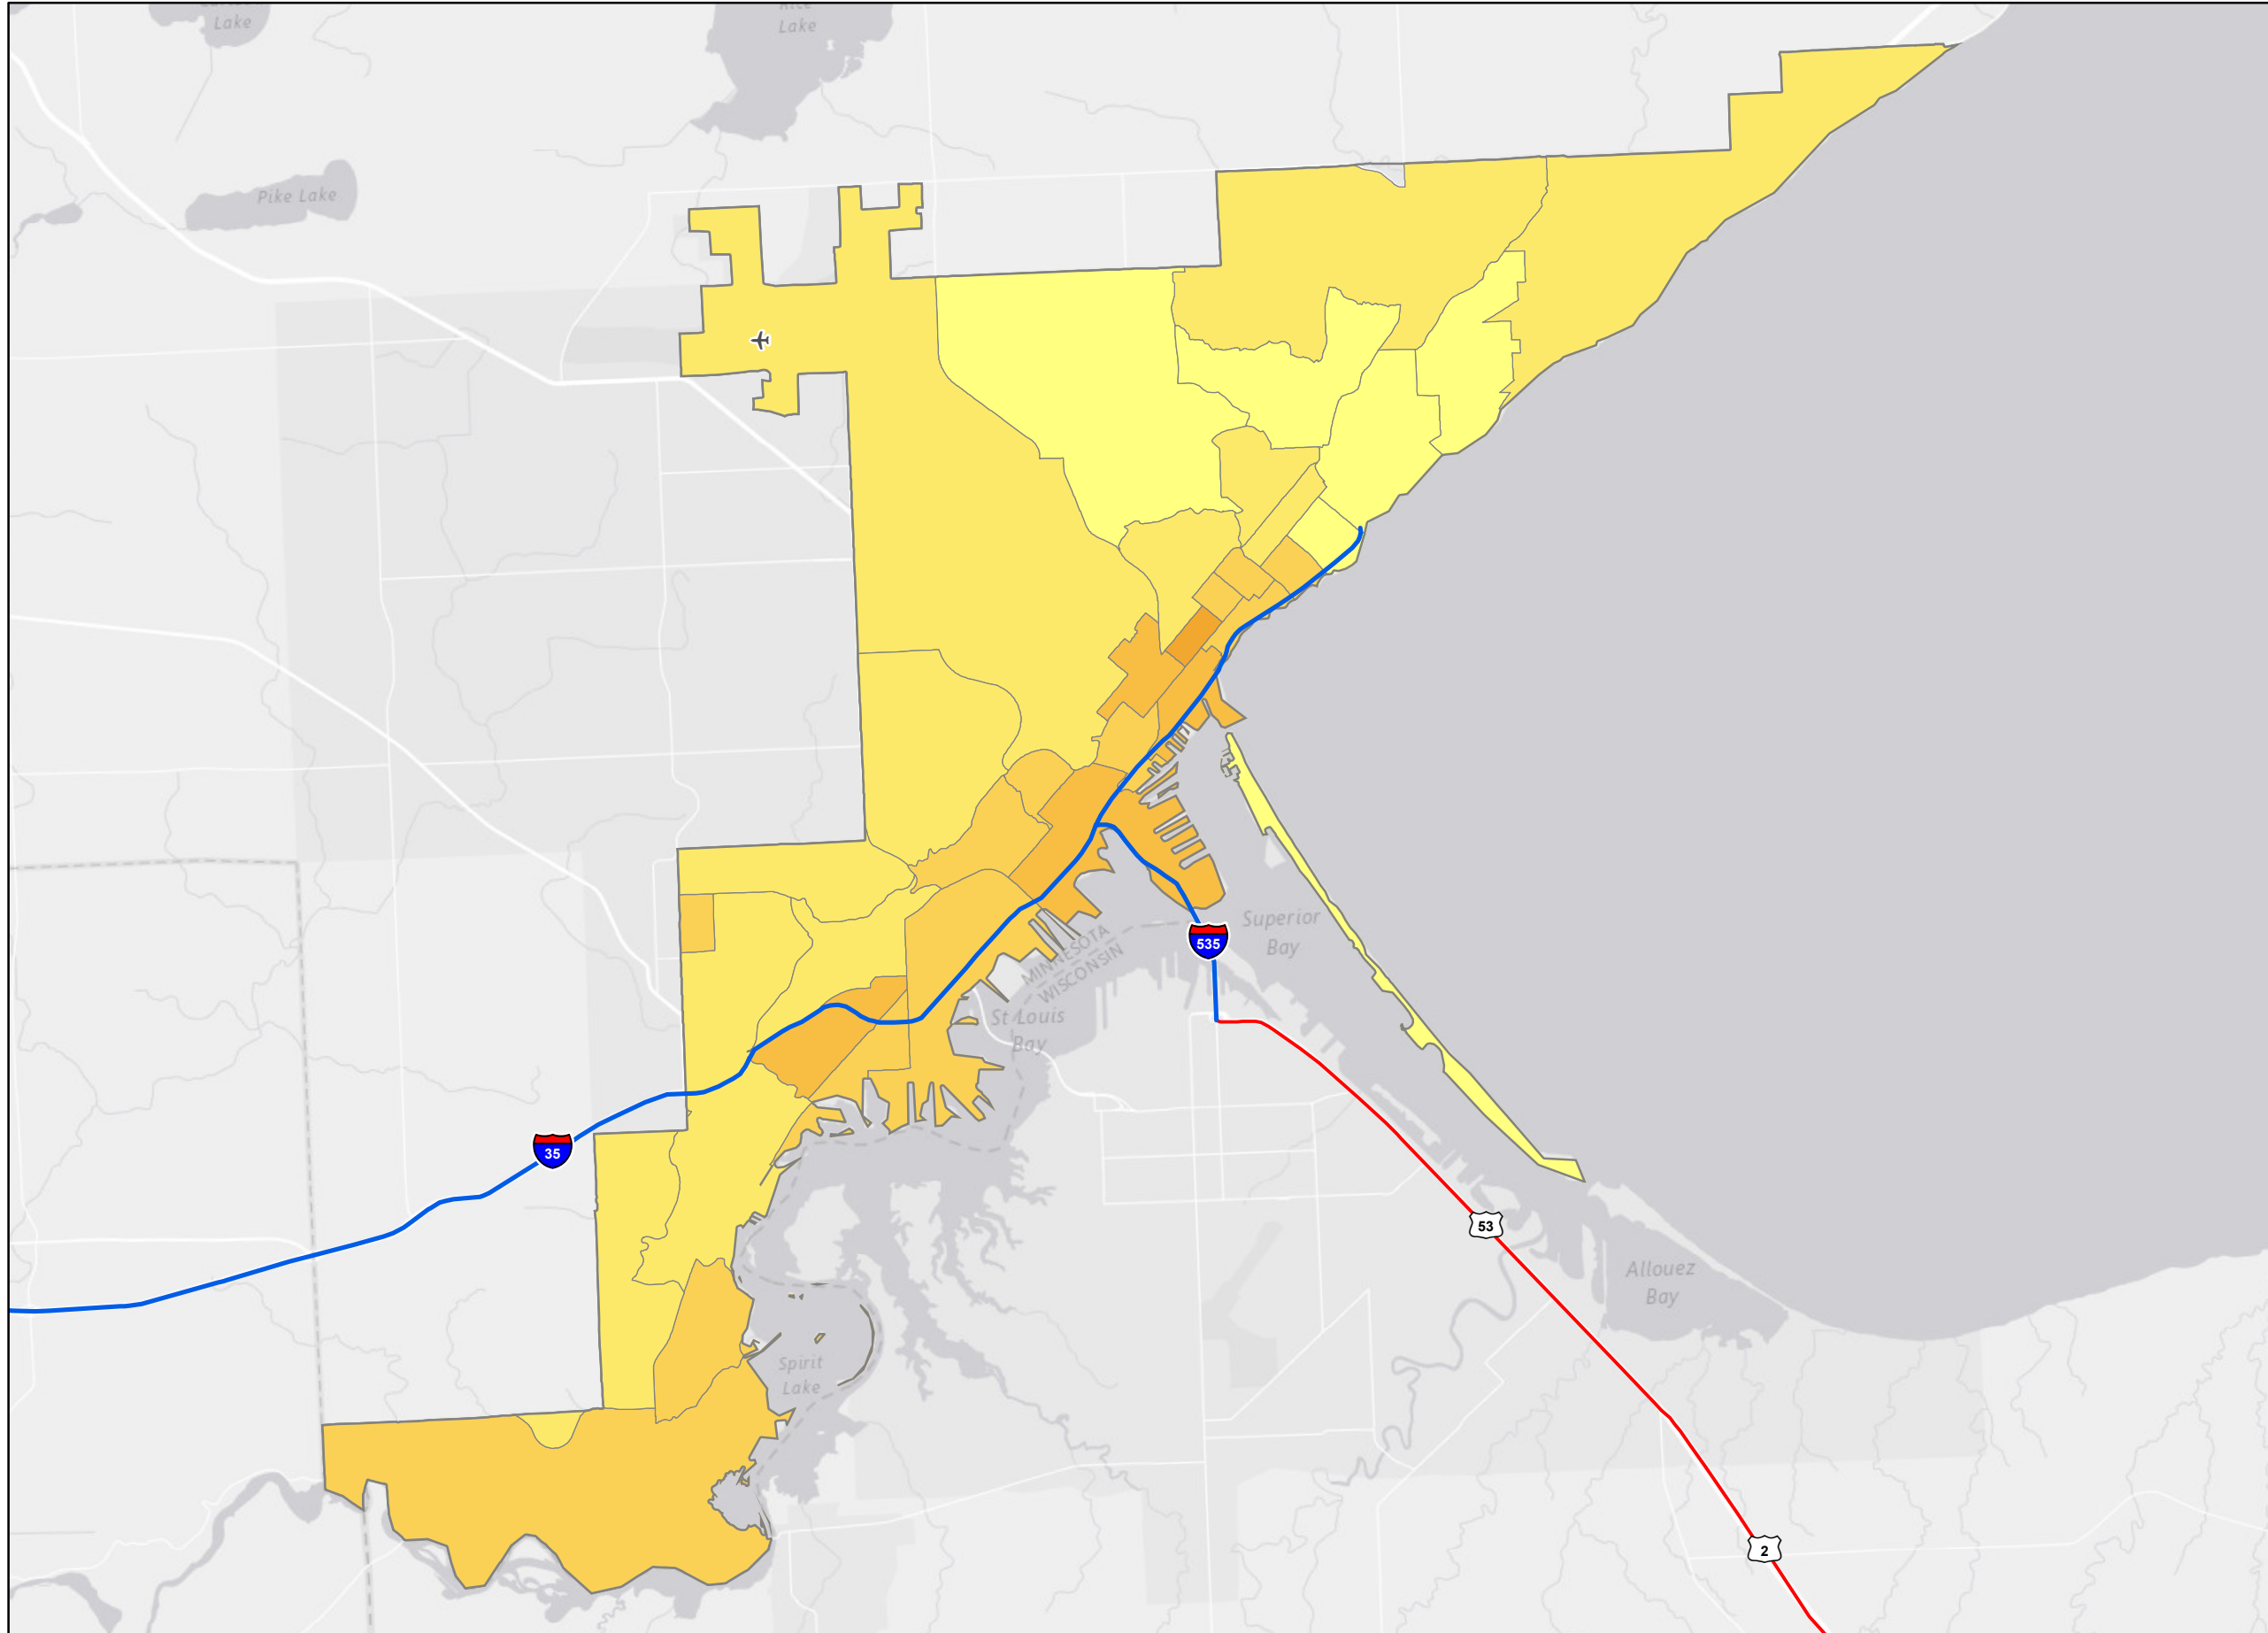 Lake
Rice
Lake
Pike Lake
MINNESOTA
WISCONSIN
Superior
Bay
535
St Louis
Bay
35
53
Allouez
Bay
Spirit
Lake
2